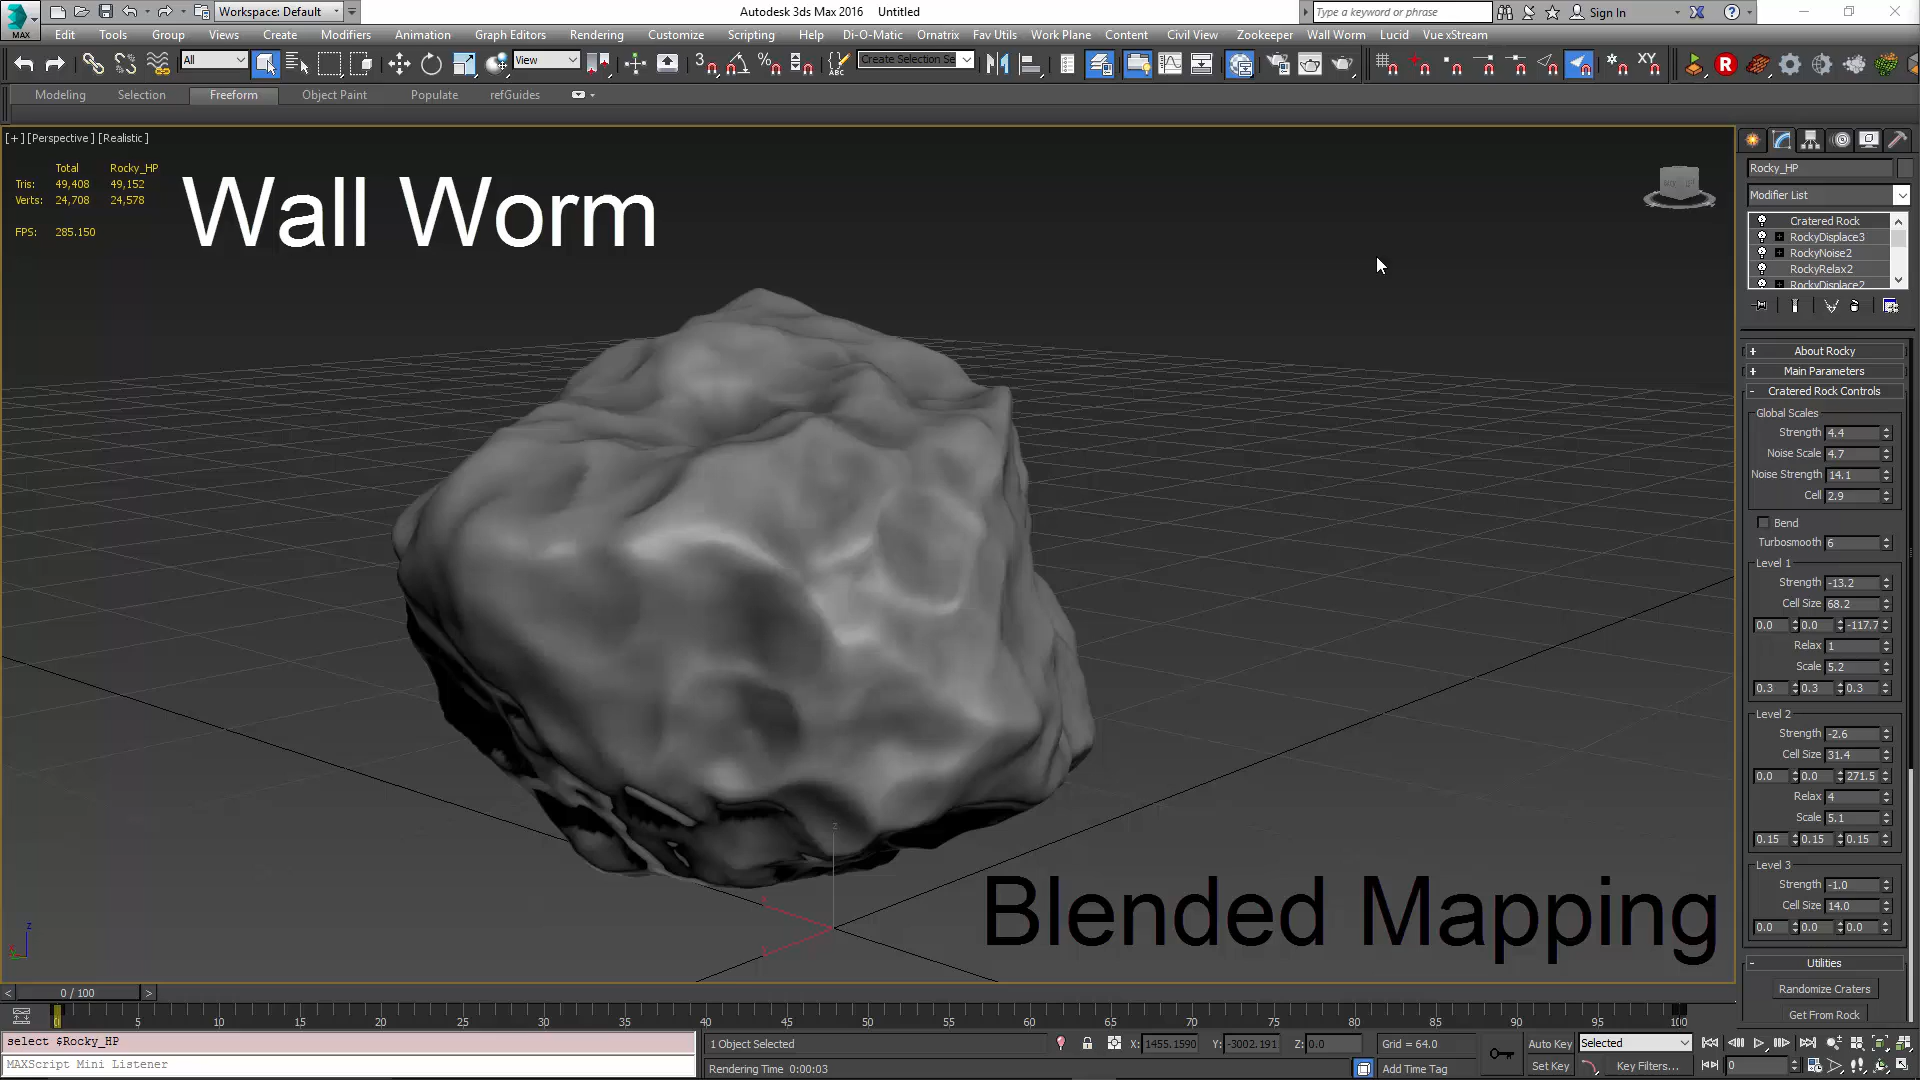 MAX
Workspace: Default
Autodesk 3ds Max 2016 Untitled
Type a keyword or phrase
Sign In
Edit Tools Group Views Create Modifiers Animation Graph Editors Rendering Customize Scripting Help Di-O-Matic Ornatrix Fav Utils Work Plane Content Civil View Zookeeper Wall Worm Lucid Vue xStream
All
View
3
ABC
Create Selection Se
XY
R
Modeling Selection Freeform Object Paint Populate refGuides
[+] [Perspective] [Realistic]
Total Rocky_HP
Tris: 49,408 49,152
Verts: 24,708 24,578
FPS: 285.150
Wall Worm
Blended Mapping
Rocky_HP
Modifier List
Cratered Rock
RockyDisplace3
RockyNoise2
RockyRelax2
RockyDisplace2
+ About Rocky
+ Main Parameters
- Cratered Rock Controls
Global Scales
Strength 4.4
Noise Scale 4.7
Noise Strength 14.1
Cell 2.9
Bend
Turbosmooth 6
Level 1
Strength -13.2
Cell Size 68.2
0.0 0.0 -117.7
Relax 1
Scale 5.2
0.3 0.3 0.3
Level 2
Strength -2.6
Cell Size 31.4
0.0 0.0 271.5
Relax 4
Scale 5.1
0.15 0.15 0.15
Level 3
Strength -1.0
Cell Size 14.0
0.0 0.0 0.0
- Utilities
Randomize Craters
Get From Rock
z
z
< 0 / 100 >
5 10 15 20 25 30 35 40 45 50 55 60 65 70 75 80 85 90 95 100
select $Rocky_HP
MAXScript Mini Listener
1 Object Selected
Rendering Time 0:00:03
X: 1455.1590 Y: -3002.191 Z: 0.0
Grid = 64.0
Add Time Tag
Auto Key Selected
Set Key Key Filters...
0